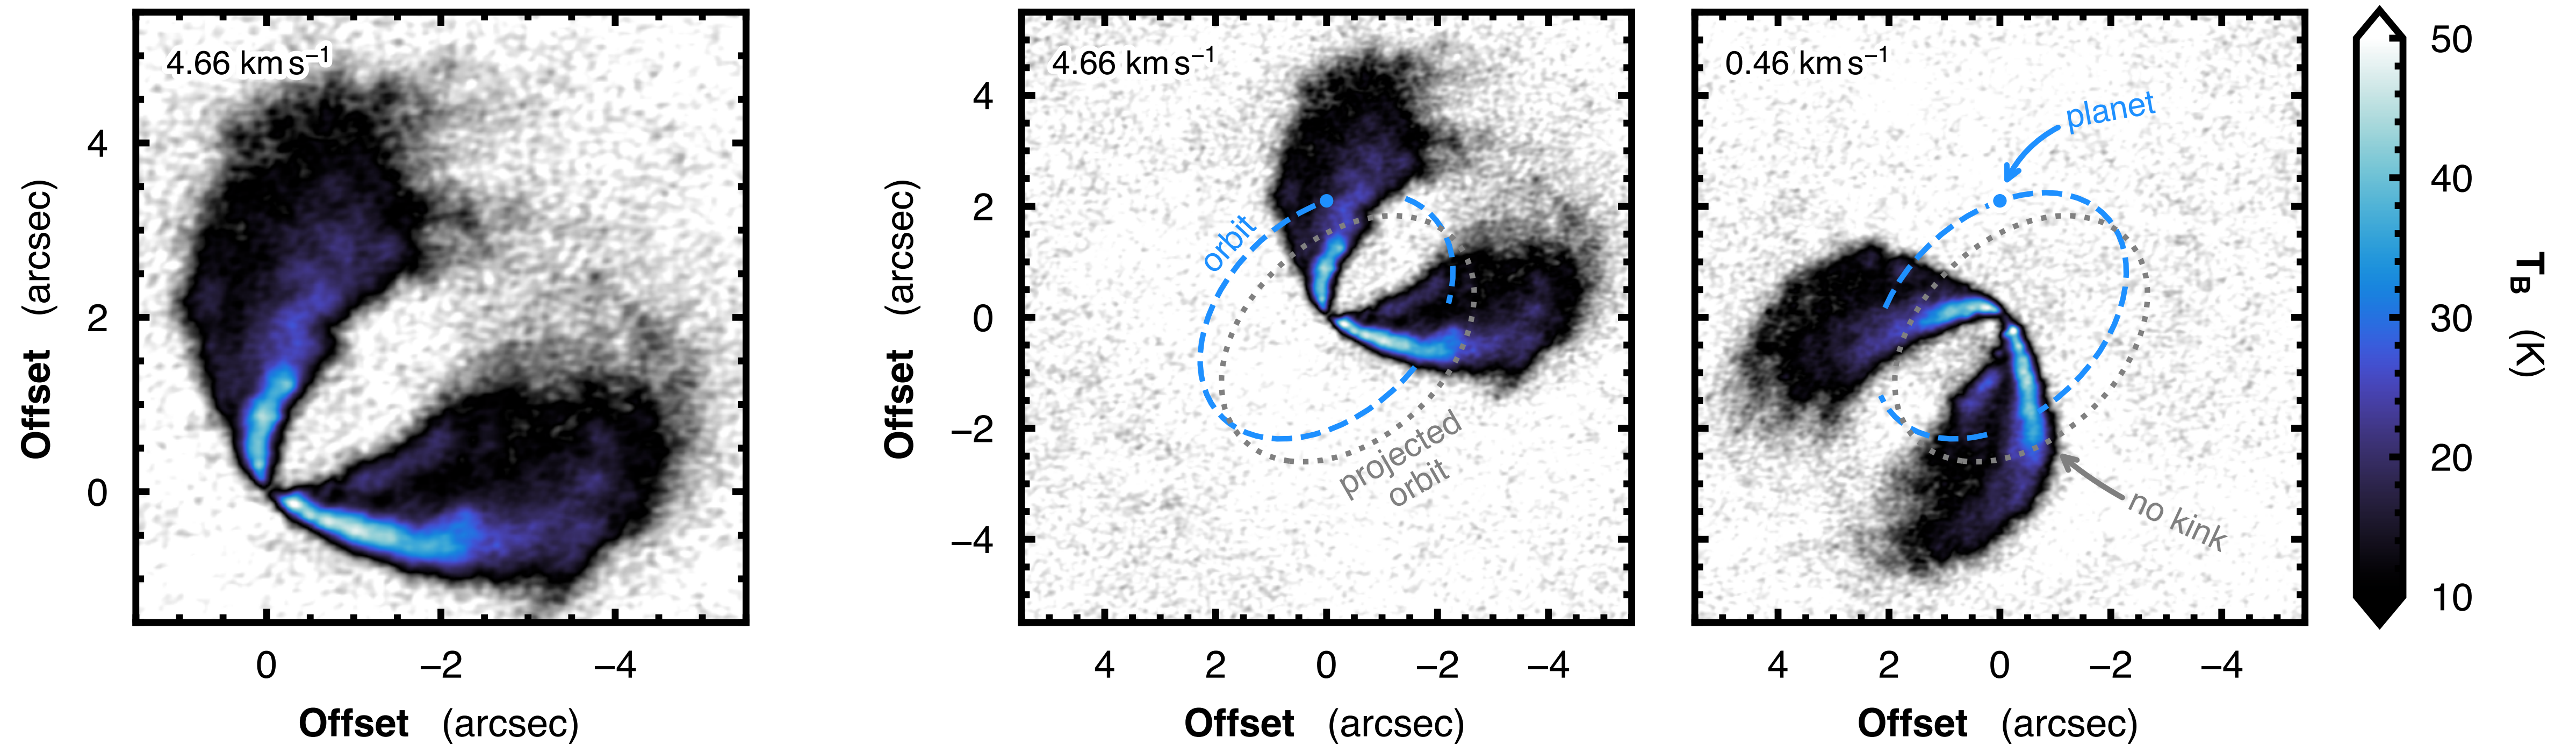 4.66 km s⁻¹
4
2
0
Offset (arcsec)
0
−2
−4
Offset (arcsec)
4.66 km s⁻¹
orbit
projected
orbit
4
2
0
−2
−4
Offset (arcsec)
4
2
0
−2
−4
Offset (arcsec)
0.46 km s⁻¹
planet
no kink
4
2
0
−2
−4
Offset (arcsec)
50
40
30
20
10
T_B (K)